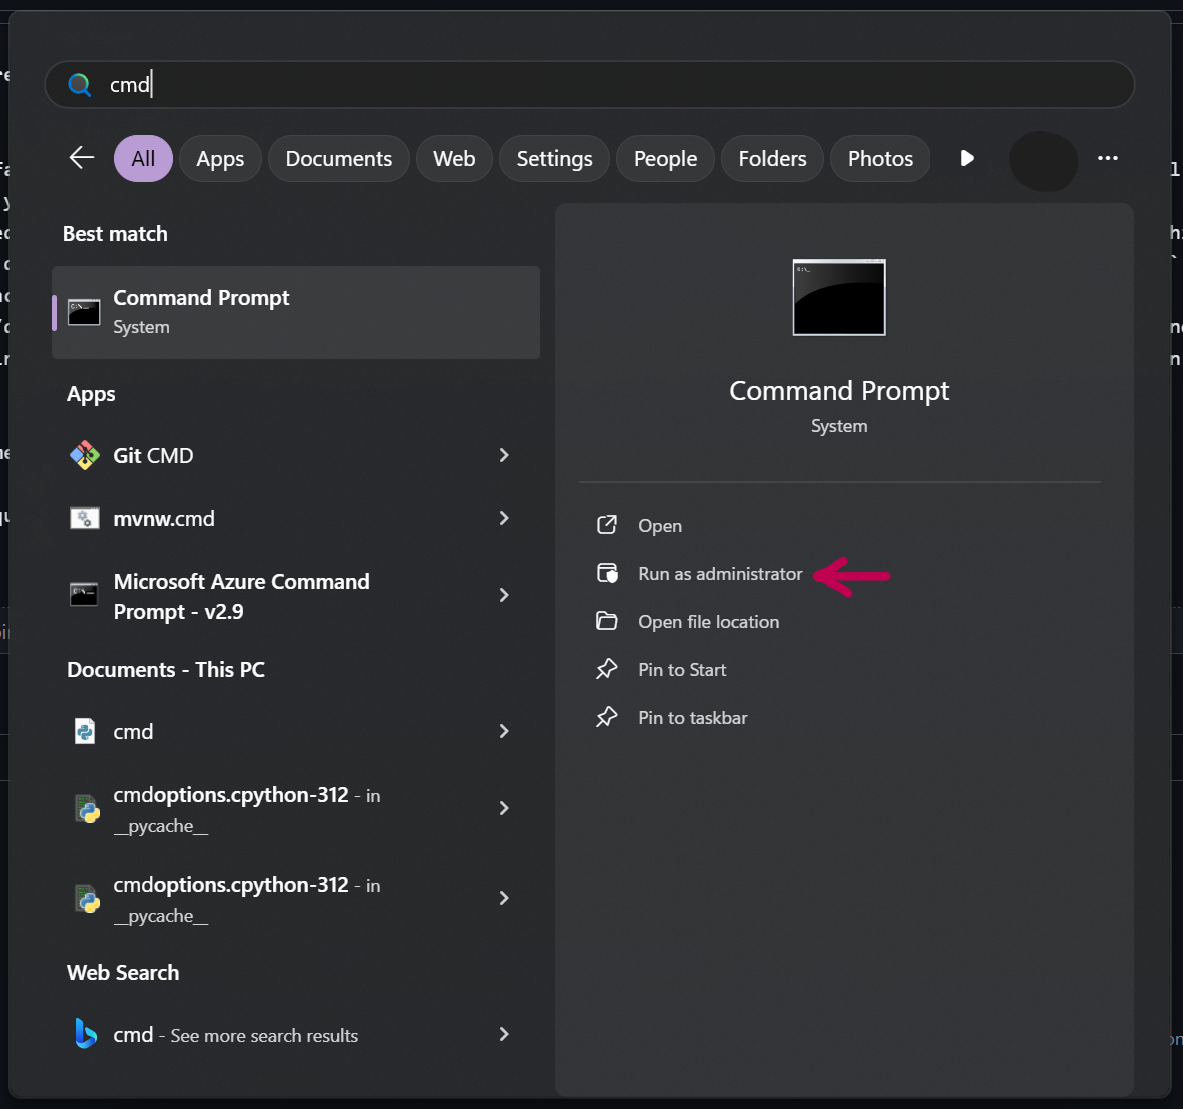 cmd
All
Apps
Documents
Web
Settings
People
Folders
Photos
Best match
Command Prompt
System
Apps
Git CMD
mvnw.cmd
Microsoft Azure Command
Prompt - v2.9
Documents - This PC
cmd
cmdoptions.cpython-312 - in
__pycache__
cmdoptions.cpython-312 - in
__pycache__
Web Search
cmd - See more search results
Command Prompt
System
Open
Run as administrator
Open file location
Pin to Start
Pin to taskbar